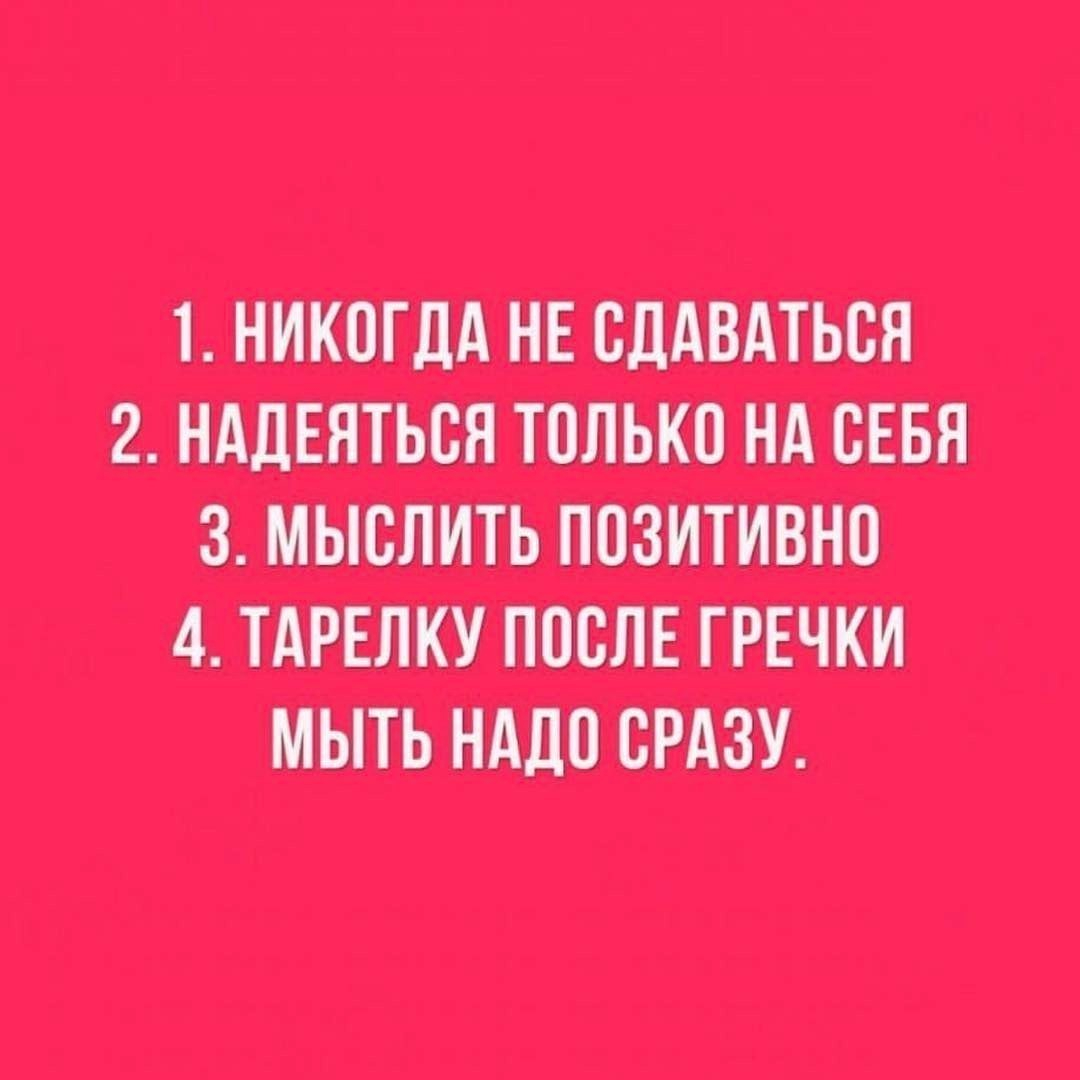 1. НИКОГДА НЕ СДАВАТЬСЯ
2. НАДЕЯТЬСЯ ТОЛЬКО НА СЕБЯ
3. МЫСЛИТЬ ПОЗИТИВНО
4. ТАРЕЛКУ ПОСЛЕ ГРЕЧКИ
МЫТЬ НАДО СРАЗУ.